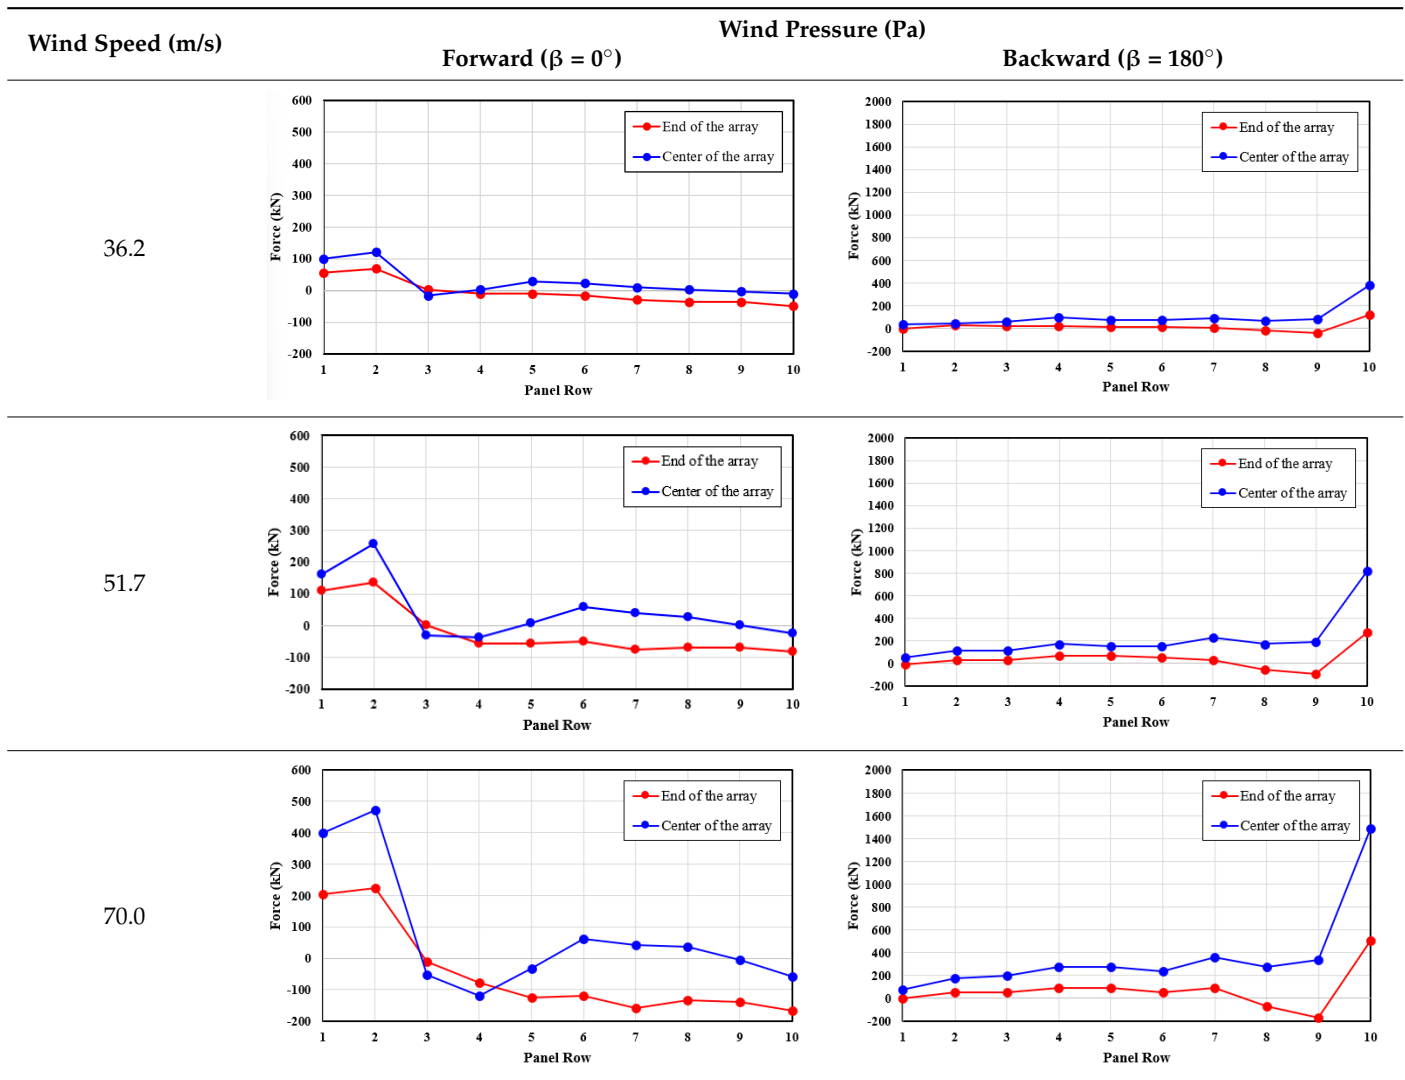 Wind Speed (m/s)
Wind Pressure (Pa)
Forward (β = 0°)
Backward (β = 180°)
36.2
600
500
400
300
200
100
0
-100
-200
Force (kN)
1 2 3 4 5 6 7 8 9 10
Panel Row
End of the array
Center of the array
2000
1800
1600
1400
1200
1000
800
600
400
200
0
-200
Force (kN)
1 2 3 4 5 6 7 8 9 10
Panel Row
End of the array
Center of the array
51.7
600
500
400
300
200
100
0
-100
-200
Force (kN)
1 2 3 4 5 6 7 8 9 10
Panel Row
End of the array
Center of the array
2000
1800
1600
1400
1200
1000
800
600
400
200
0
-200
Force (kN)
1 2 3 4 5 6 7 8 9 10
Panel Row
End of the array
Center of the array
70.0
600
500
400
300
200
100
0
-100
-200
Force (kN)
1 2 3 4 5 6 7 8 9 10
Panel Row
End of the array
Center of the array
2000
1800
1600
1400
1200
1000
800
600
400
200
0
-200
Force (kN)
1 2 3 4 5 6 7 8 9 10
Panel Row
End of the array
Center of the array